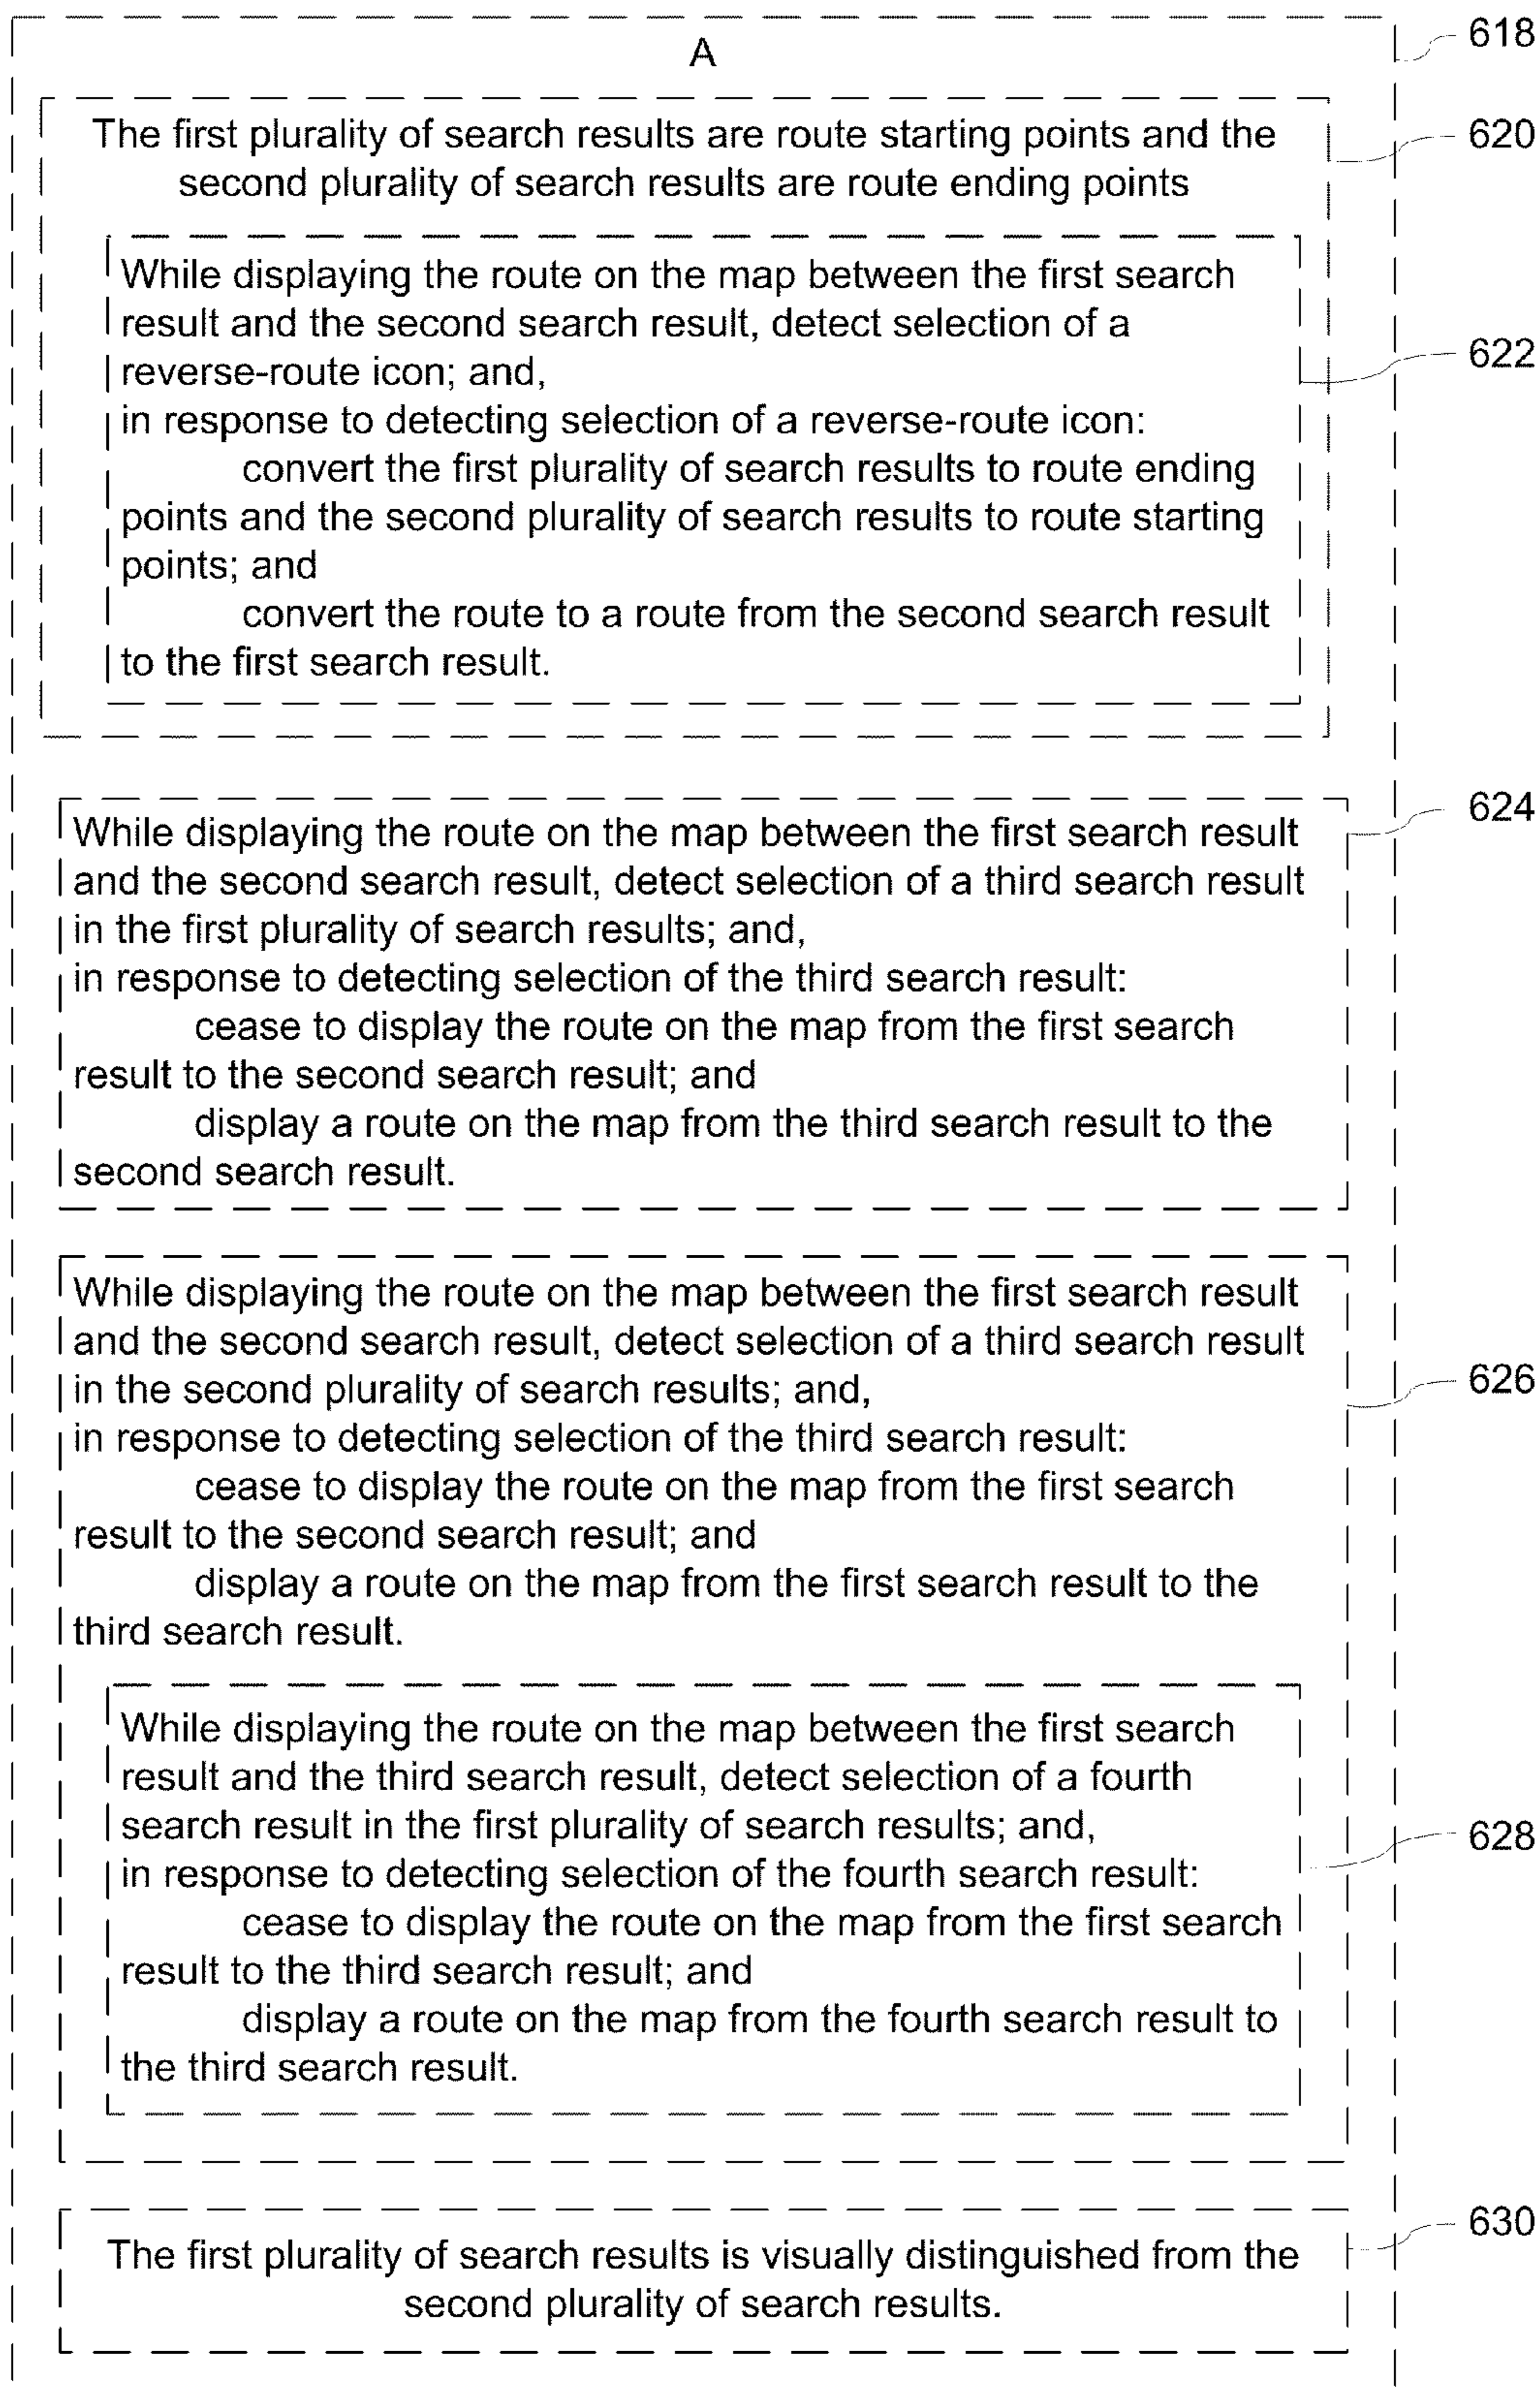 A
618
The first plurality of search results are route starting points and the
620
second plurality of search results are route ending points
While displaying the route on the map between the first search
result and the second search result, detect selection of a
622
reverse-route icon; and,
in response to detecting selection of a reverse-route icon:
convert the first plurality of search results to route ending
points and the second plurality of search results to route starting
points; and
convert the route to a route from the second search result
to the first search result.
624
While displaying the route on the map between the first search result
and the second search result, detect selection of a third search result
in the first plurality of search results; and,
in response to detecting selection of the third search result:
cease to display the route on the map from the first search
result to the second search result; and
display a route on the map from the third search result to the
second search result.
While displaying the route on the map between the first search result
and the second search result, detect selection of a third search result
626
in the second plurality of search results; and,
in response to detecting selection of the third search result:
cease to display the route on the map from the first search
result to the second search result; and
display a route on the map from the first search result to the
third search result.
While displaying the route on the map between the first search
result and the third search result, detect selection of a fourth
search result in the first plurality of search results; and,
628
in response to detecting selection of the fourth search result:
cease to display the route on the map from the first search
result to the third search result; and
display a route on the map from the fourth search result to
the third search result.
630
The first plurality of search results is visually distinguished from the
second plurality of search results.